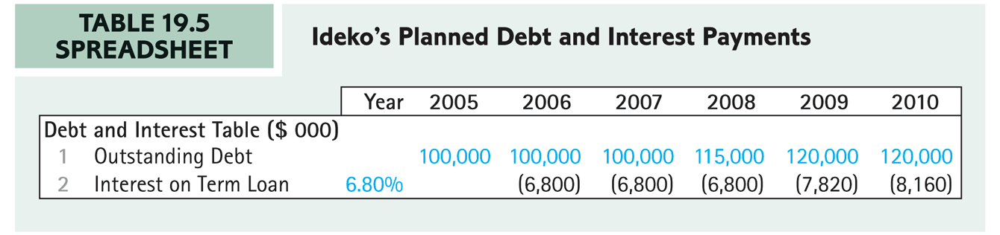 TABLE 19.5
SPREADSHEET
Ideko's Planned Debt and Interest Payments
Year 2005 2006 2007 2008 2009 2010
Debt and Interest Table ($ 000)
1 Outstanding Debt 100,000 100,000 100,000 115,000 120,000 120,000
2 Interest on Term Loan 6.80% (6,800) (6,800) (6,800) (7,820) (8,160)